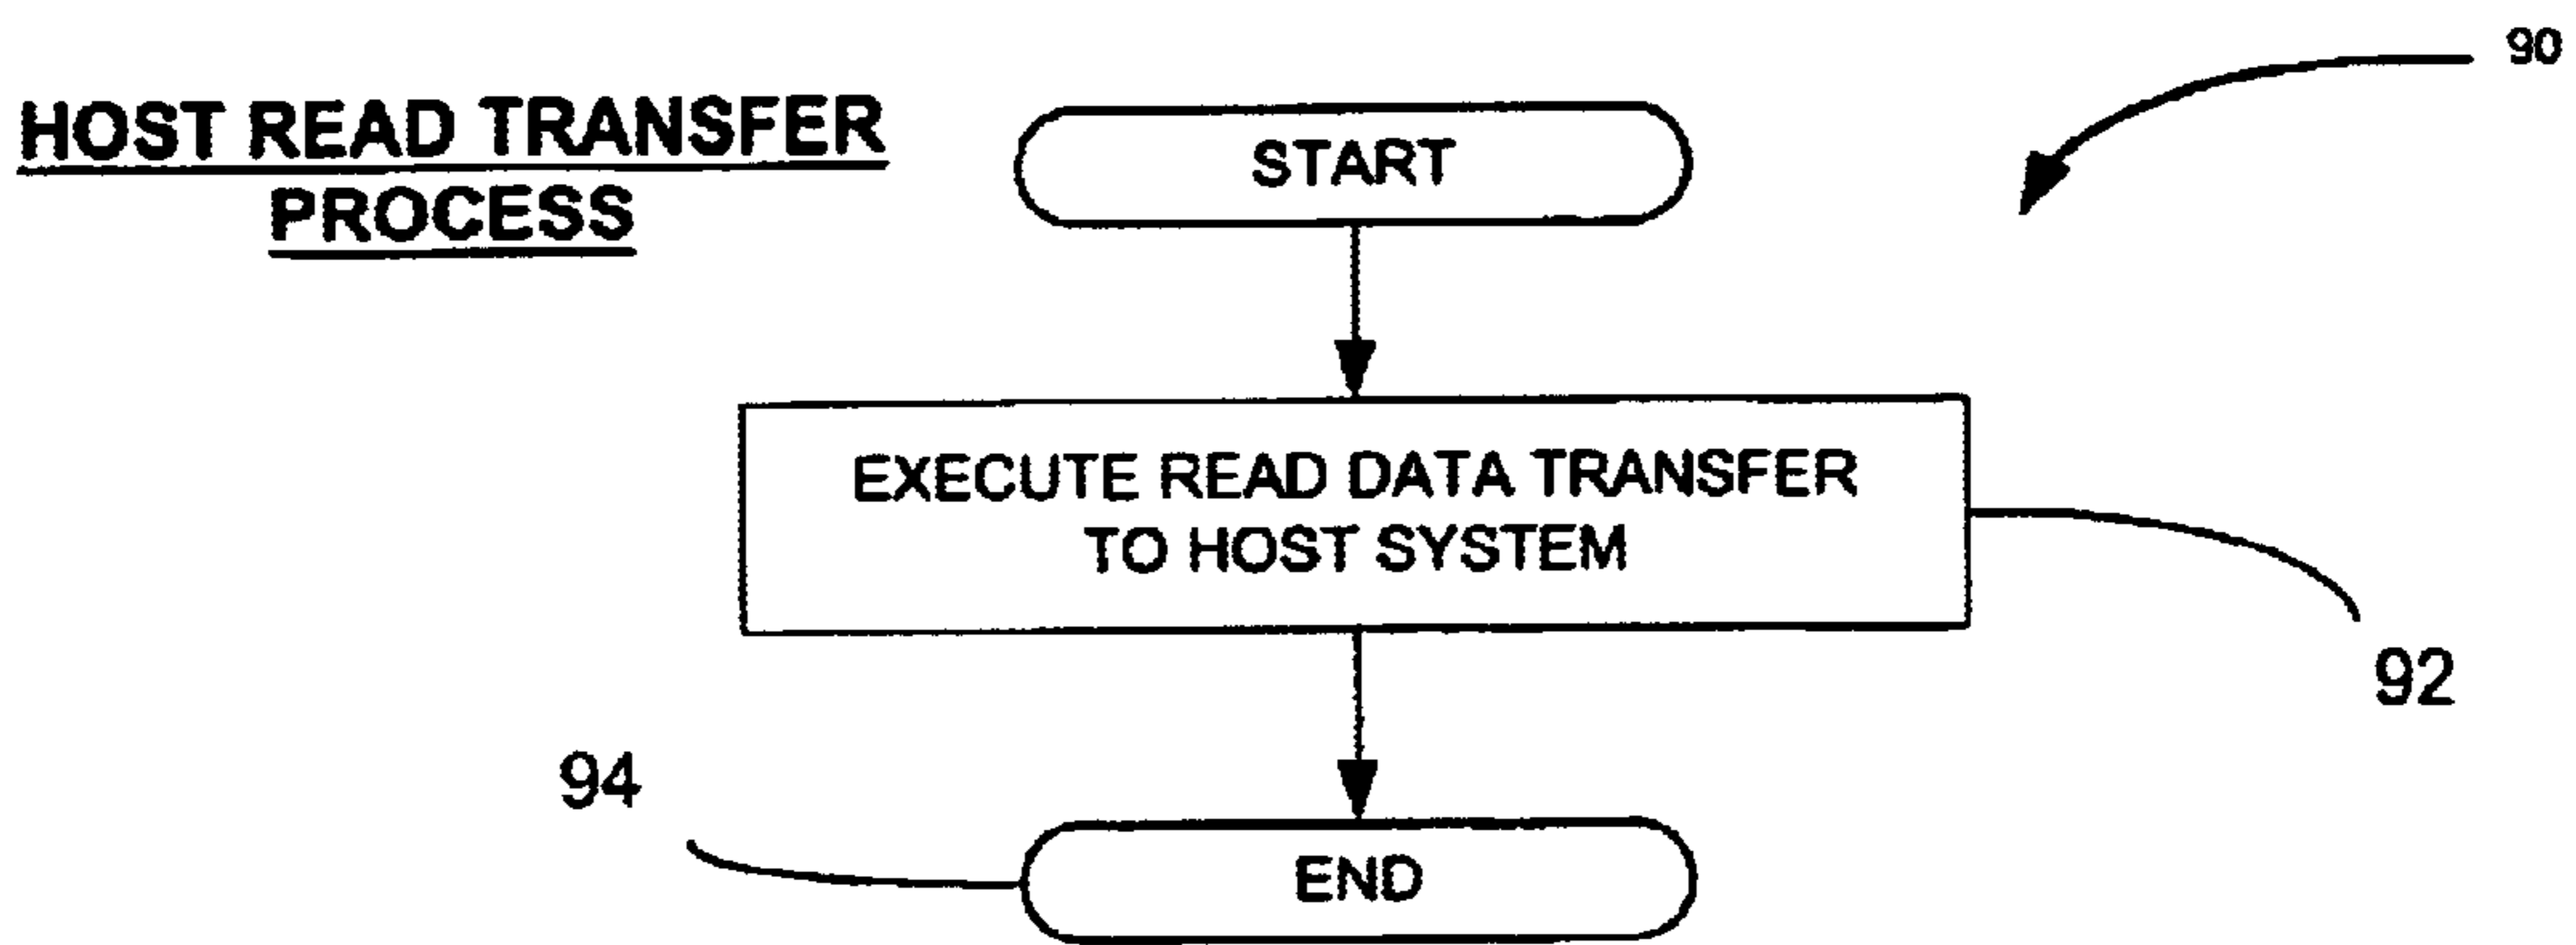 90
HOST READ TRANSFER
PROCESS
START
EXECUTE READ DATA TRANSFER
TO HOST SYSTEM
92
94
END